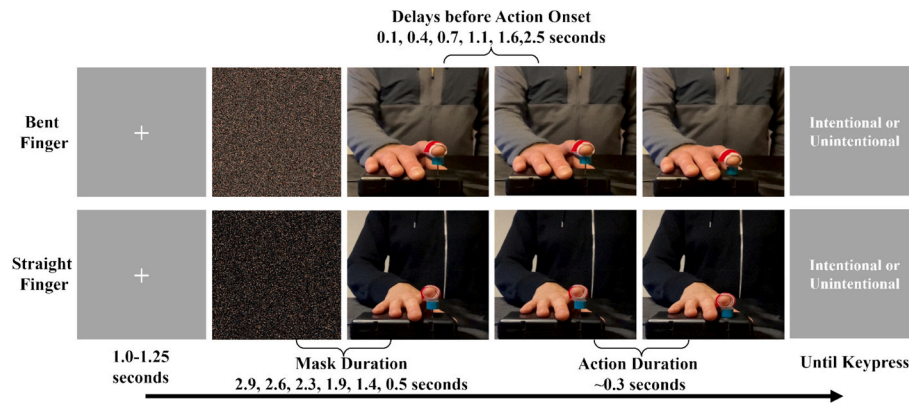 Delays before Action Onset
0.1, 0.4, 0.7, 1.1, 1.6,2.5 seconds
Bent
Finger
Intentional or
Unintentional
Straight
Finger
Intentional or
Unintentional
1.0-1.25
seconds
Mask Duration
2.9, 2.6, 2.3, 1.9, 1.4, 0.5 seconds
Action Duration
~0.3 seconds
Until Keypress